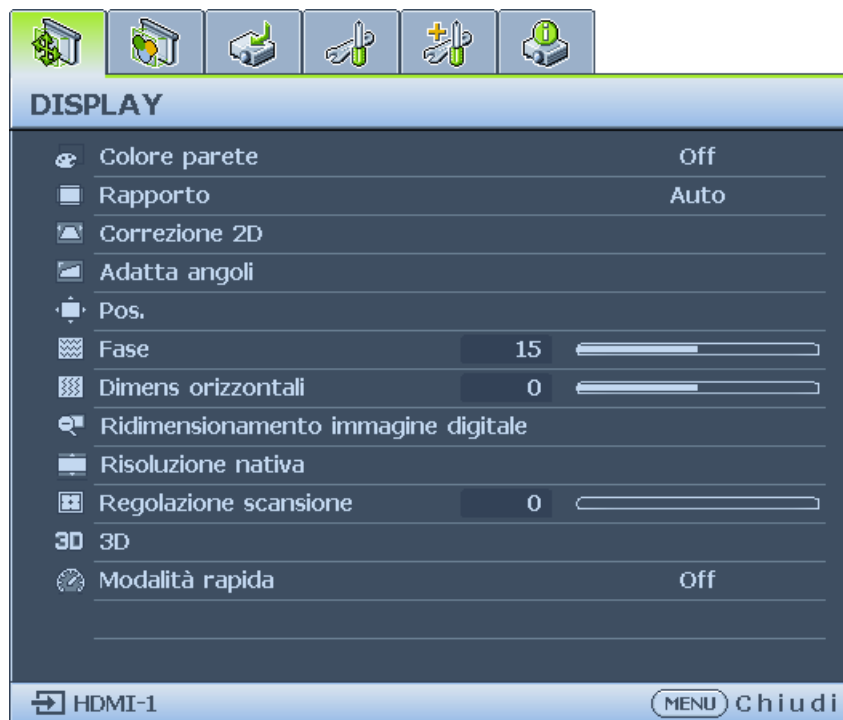 DISPLAY
Colore parete Off
Rapporto Auto
Correzione 2D
Adatta angoli
Pos.
Fase 15
Dimens orizzontali 0
Ridimensionamento immagine digitale
Risoluzione nativa
Regolazione scansione 0
3D 3D
Modalità rapida Off
HDMI-1 MENU Chiudi